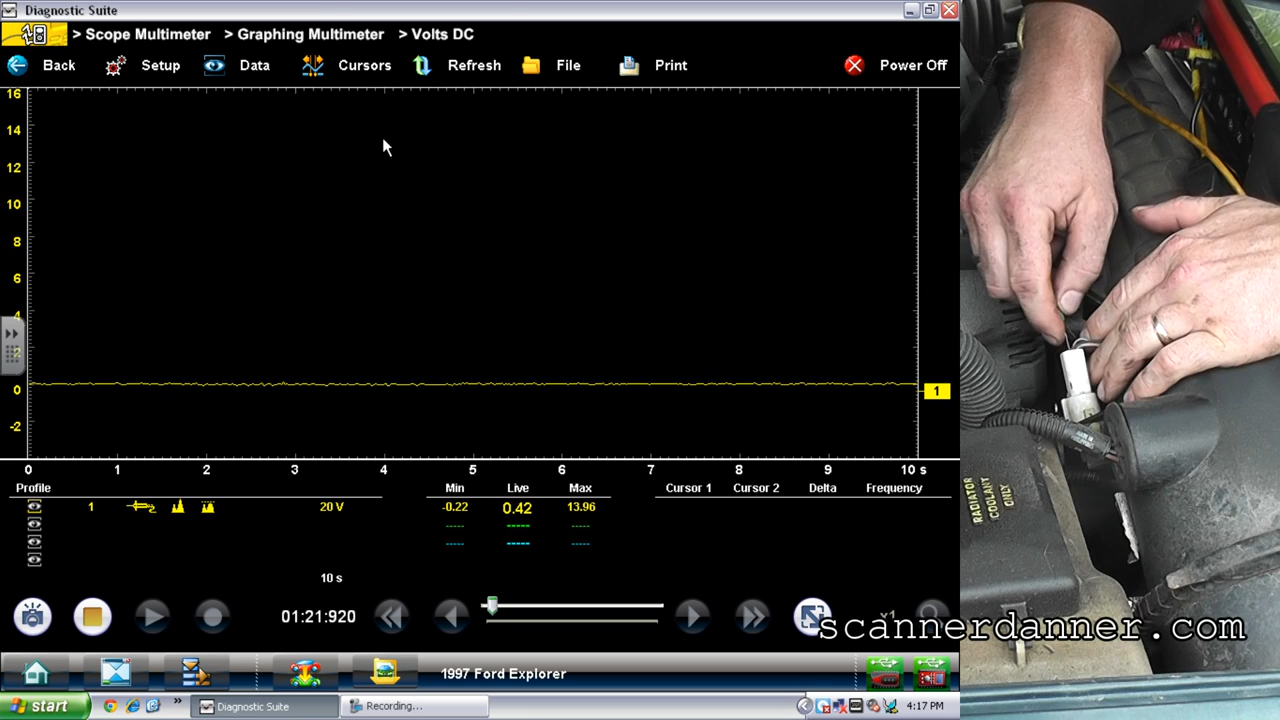 Diagnostic Suite
> Scope Multimeter > Graphing Multimeter > Volts DC
Back Setup Data Cursors Refresh File Print Power Off
16
14
12
10
8
6
4
2
0
-2
1
0 1 2 3 4 5 6 7 8 9 10 s
Profile Min Live Max Cursor 1 Cursor 2 Delta Frequency
1 20 V -0.22 0.42 13.96
----- ----- -----
----- ----- -----
10 s
01:21:920 x1
RADIATOR
COOLANT
ONLY
scannerdanner.com
1997 Ford Explorer
start Diagnostic Suite Recording... 4:17 PM